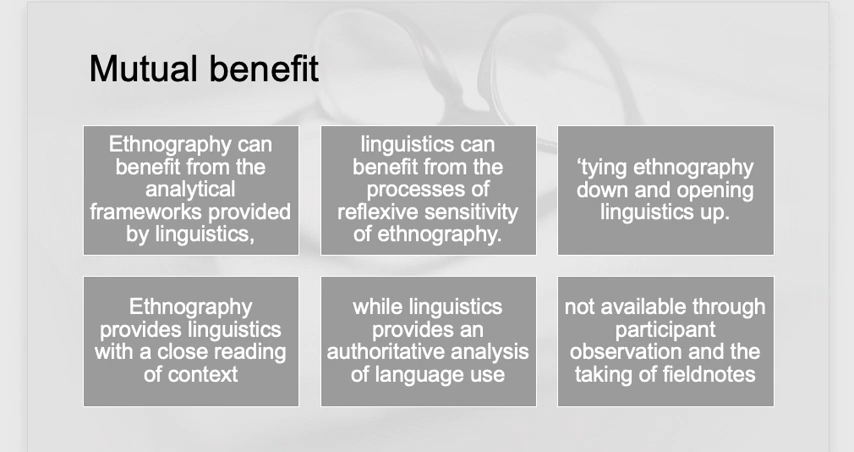 Mutual benefit
Ethnography can
benefit from the
analytical
frameworks provided
by linguistics,
linguistics can
benefit from the
processes of
reflexive sensitivity
of ethnography.
‘tying ethnography
down and opening
linguistics up.
Ethnography
provides linguistics
with a close reading
of context
while linguistics
provides an
authoritative analysis
of language use
not available through
participant
observation and the
taking of fieldnotes